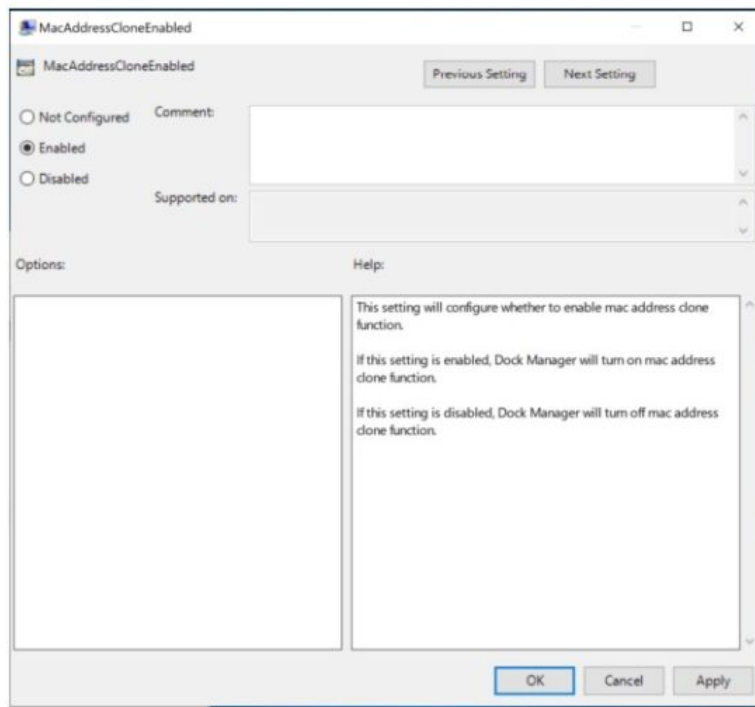 MacAddressCloneEnabled
MacAddressCloneEnabled
Previous Setting
Next Setting
Not Configured
Comment:
Enabled
Disabled
Supported on:
Options:
Help:
This setting will configure whether to enable mac address clone
function.
If this setting is enabled, Dock Manager will turn on mac address
clone function.
If this setting is disabled, Dock Manager will turn off mac address
clone function.
OK
Cancel
Apply